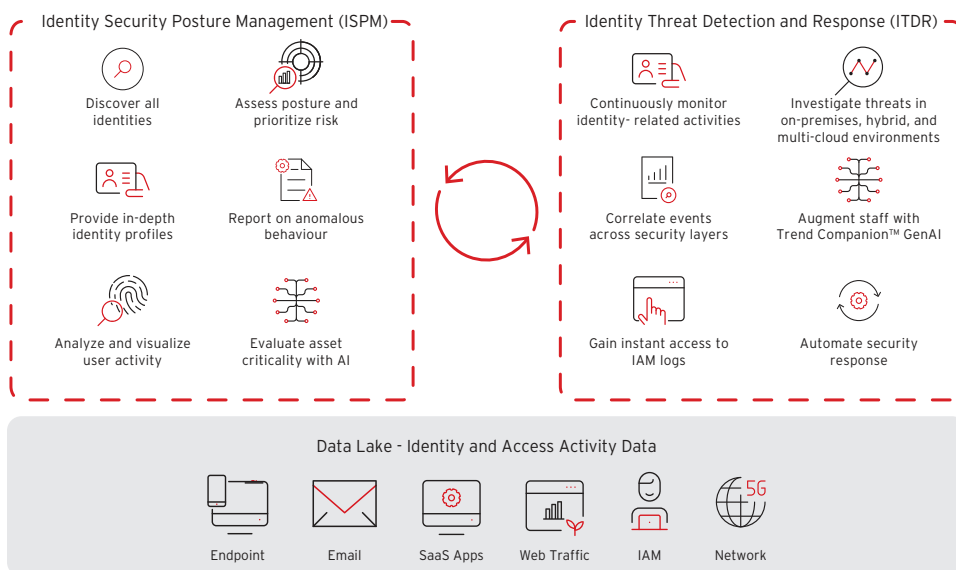 Identity Security Posture Management (ISPM)
Discover all
identities
Assess posture and
prioritize risk
Provide in-depth
identity profiles
Report on anomalous
behaviour
Analyze and visualize
user activity
Evaluate asset
criticality with AI
Identity Threat Detection and Response (ITDR)
Continuously monitor
identity- related activities
Investigate threats in
on-premises, hybrid, and
multi-cloud environments
Correlate events
across security layers
Augment staff with
Trend Companion™ GenAI
Gain instant access to
IAM logs
Automate security
response
Data Lake - Identity and Access Activity Data
5G
Endpoint
Email
SaaS Apps
Web Traffic
IAM
Network